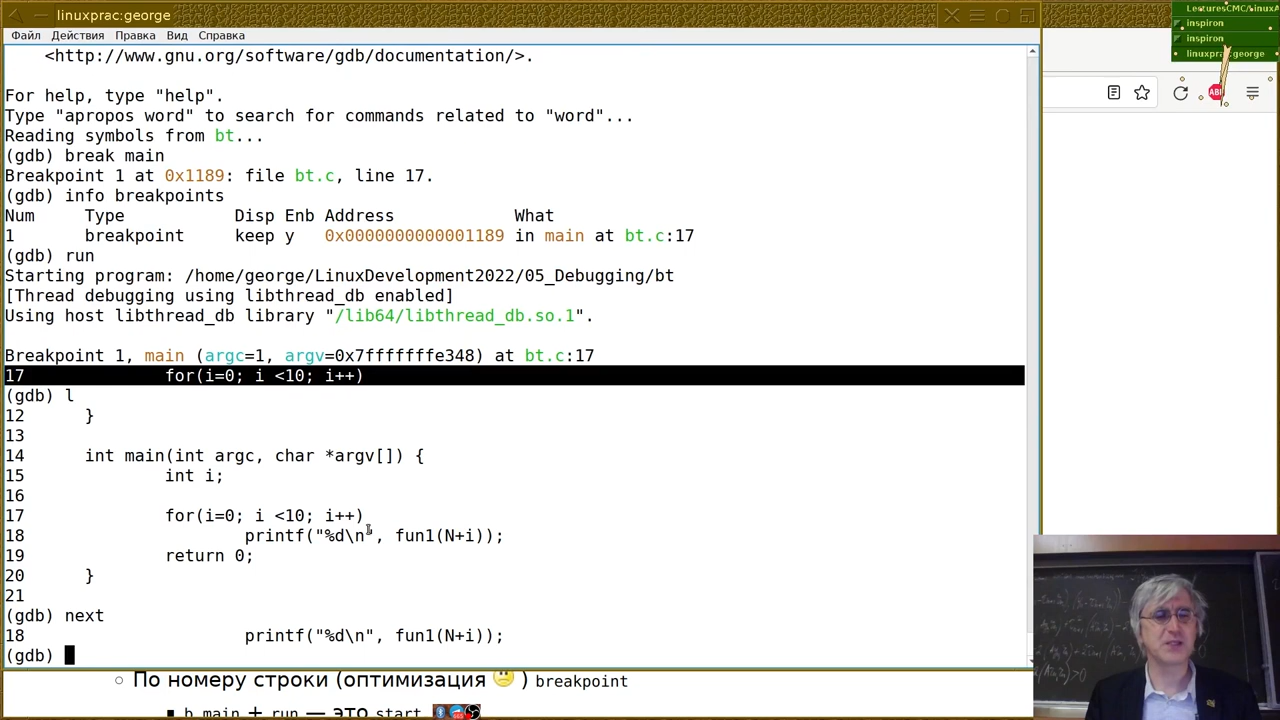 linuxprac:george
Файл Действия Правка Вид Справка
<http://www.gnu.org/software/gdb/documentation/>.
For help, type "help".
Type "apropos word" to search for commands related to "word"...
Reading symbols from bt...
(gdb) break main
Breakpoint 1 at 0x1189: file bt.c, line 17.
(gdb) info breakpoints
Num     Type           Disp Enb Address            What
1       breakpoint     keep y   0x0000000000001189 in main at bt.c:17
(gdb) run
Starting program: /home/george/LinuxDevelopment2022/05_Debugging/bt
[Thread debugging using libthread_db enabled]
Using host libthread_db library "/lib64/libthread_db.so.1".
Breakpoint 1, main (argc=1, argv=0x7fffffffe348) at bt.c:17
17              for(i=0; i <10; i++)
(gdb) l
12      }
13
14      int main(int argc, char *argv[]) {
15              int i;
16
17              for(i=0; i <10; i++)
18                      printf("%d\n", fun1(N+i));
19              return 0;
20      }
21
(gdb) next
18                      printf("%d\n", fun1(N+i));
(gdb)
По номеру строки (оптимизация 🙁 ) breakpoint
b main + run — это start
LecturesCMC/linuxA
inspiron
inspiron
linuxprac:george
ABP